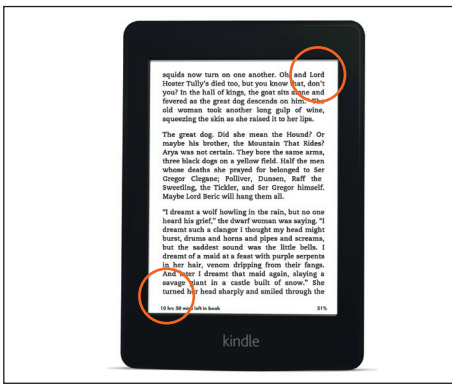 squids now turn on one another. Oh, and Lord
Hoster Tully's died too, but you know that, don't
you? In the hall of kings, the goat sits alone and
fevered as the great dog descends on him." The
old woman took another long gulp of wine,
squeezing the skin as she raised it to her lips.
The great dog. Did she mean the Hound? Or
maybe his brother, the Mountain That Rides?
Arya was not certain. They bore the same arms,
three black dogs on a yellow field. Half the men
whose deaths she prayed for belonged to Ser
Gregor Clegane; Polliver, Dunsen, Raff the
Sweetling, the Tickler, and Ser Gregor himself.
Maybe Lord Beric will hang them all.
"I dreamt a wolf howling in the rain, but no one
heard his grief," the dwarf woman was saying. "I
dreamt such a clangor I thought my head might
burst, drums and horns and pipes and screams,
but the saddest sound was the little bells. I
dreamt of a maid at a feast with purple serpents
in her hair, venom dripping from their fangs.
And later I dreamt that maid again, slaying a
savage giant in a castle built of snow." She
turned her head sharply and smiled through the
10 hrs 50 mins left in book 51%
kindle